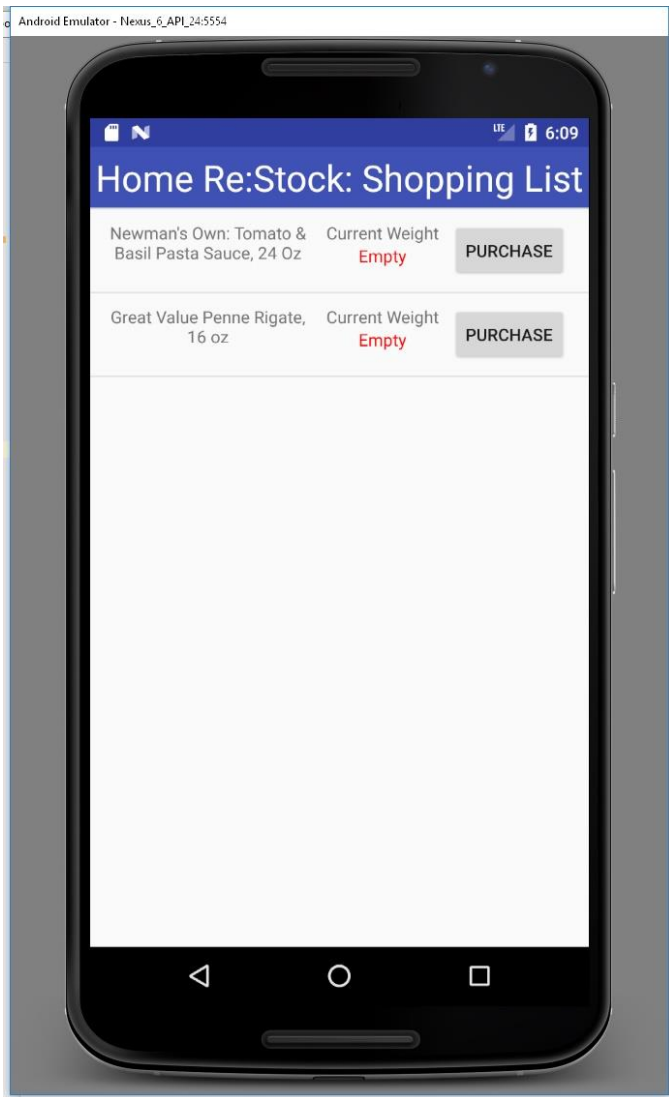 Android Emulator - Nexus_6_API_24:5554
LTE 6:09
Home Re:Stock: Shopping List
Newman's Own: Tomato &
Basil Pasta Sauce, 24 Oz
Current Weight
Empty
PURCHASE
Great Value Penne Rigate,
16 oz
Current Weight
Empty
PURCHASE